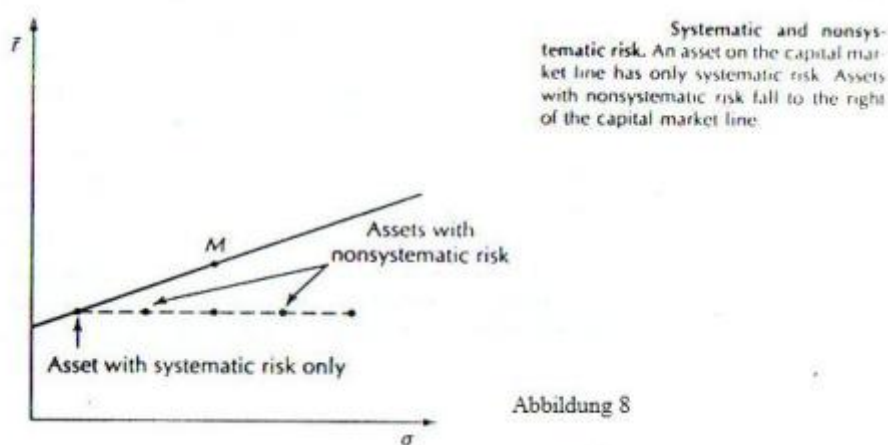 Systematic and nonsys-
tematic risk. An asset on the capital mar-
ket line has only systematic risk. Assets
with nonsystematic risk fall to the right
of the capital market line
r̄
M
Assets with
nonsystematic risk
Asset with systematic risk only
σ
Abbildung 8